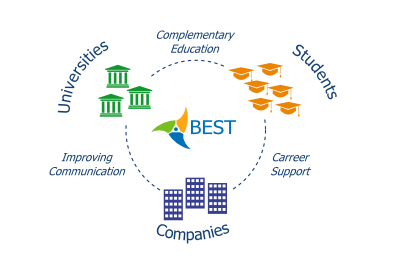 Complementary
Education
Universities
Students
BEST
Improving
Communication
Carreer
Support
Companies